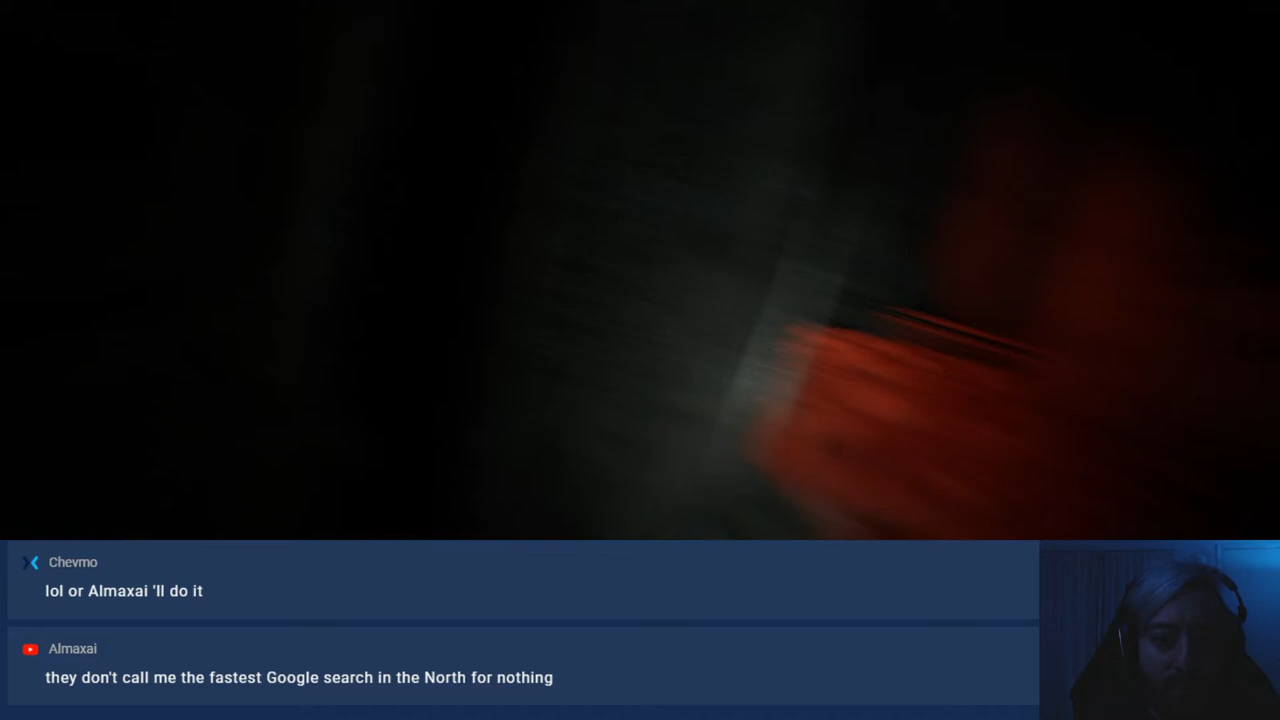 Chevmo
lol or Almaxai 'll do it
Almaxai
they don't call me the fastest Google search in the North for nothing